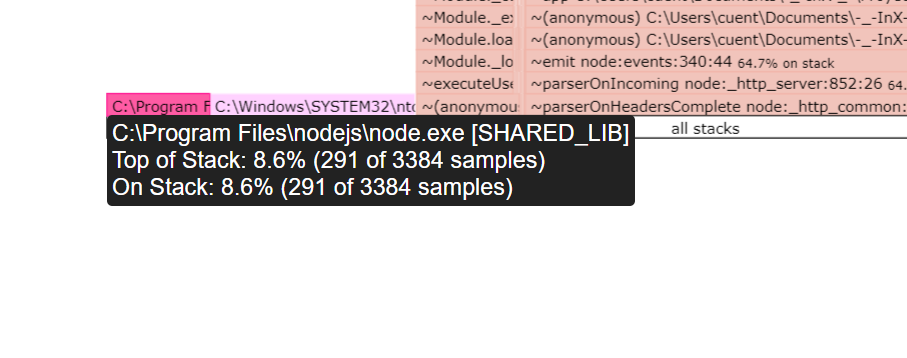 ~Module._ex
~(anonymous) C:\Users\cuent\Documents\-_-InX-
~Module.loa
~(anonymous) C:\Users\cuent\Documents\-_-InX-
~Module._lo
~emit node:events:340:44 64.7% on stack
~executeUse
~parserOnIncoming node:_http_server:852:26 64.
C:\Program F
C:\Windows\SYSTEM32\ntd
~(anonymou
~parserOnHeadersComplete node:_http_common:
all stacks
C:\Program Files\nodejs\node.exe [SHARED_LIB]
Top of Stack: 8.6% (291 of 3384 samples)
On Stack: 8.6% (291 of 3384 samples)